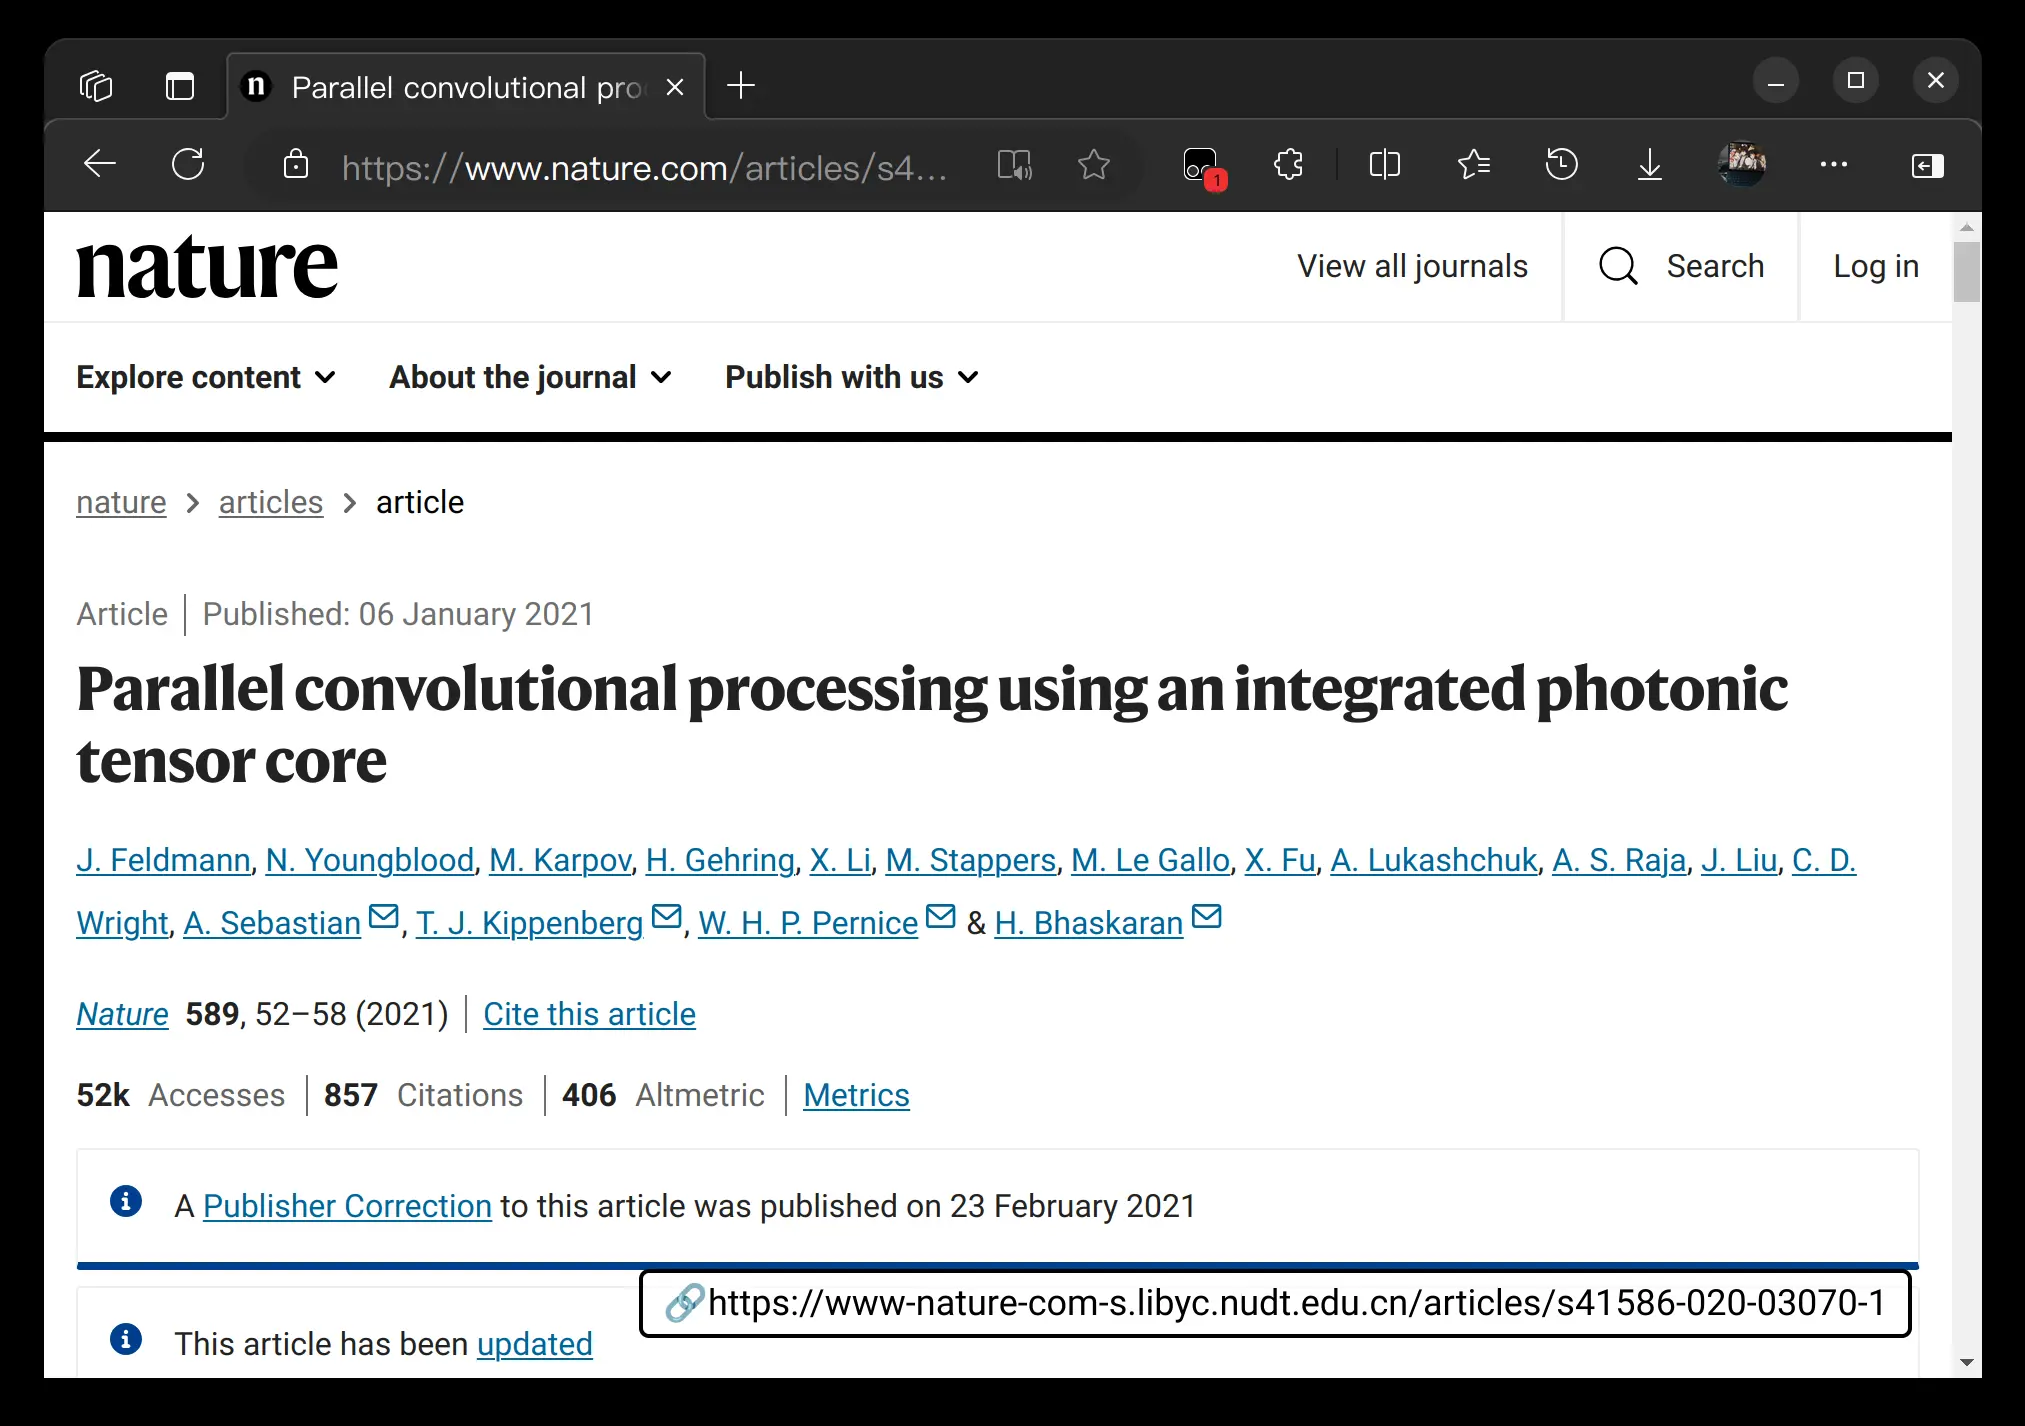 n Parallel convolutional pro
https://www.nature.com/articles/s4...
1
nature
View all journals
Search
Log in
Explore content
About the journal
Publish with us
nature > articles > article
Article | Published: 06 January 2021
Parallel convolutional processing using an integrated photonic
tensor core
J. Feldmann, N. Youngblood, M. Karpov, H. Gehring, X. Li, M. Stappers, M. Le Gallo, X. Fu, A. Lukashchuk, A. S. Raja, J. Liu, C. D.
Wright, A. Sebastian, T. J. Kippenberg, W. H. P. Pernice & H. Bhaskaran
Nature 589, 52–58 (2021) | Cite this article
52k Accesses | 857 Citations | 406 Altmetric | Metrics
A Publisher Correction to this article was published on 23 February 2021
https://www-nature-com-s.libyc.nudt.edu.cn/articles/s41586-020-03070-1
This article has been updated